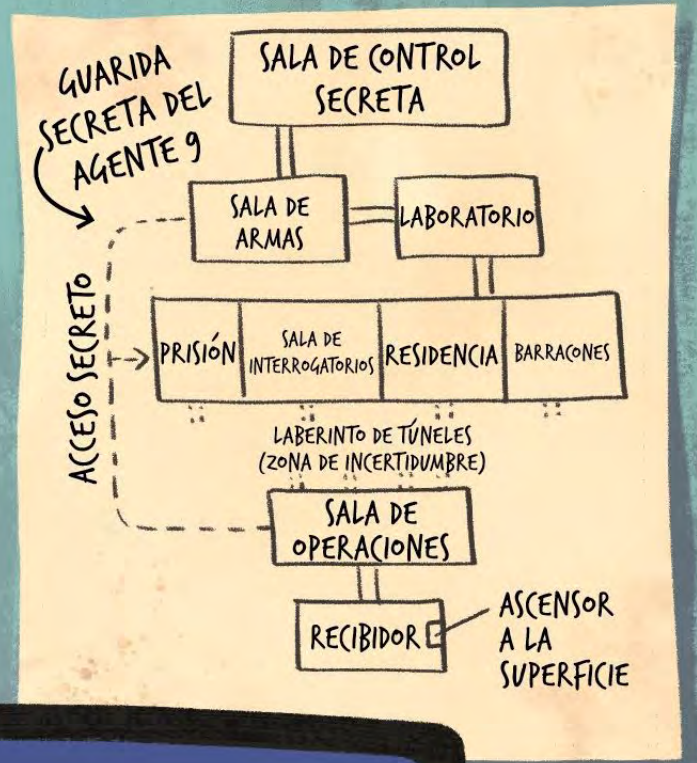 GUARIDA
SECRETA DEL
AGENTE 9
SALA DE CONTROL
SECRETA
SALA DE
ARMAS
LABORATORIO
ACCESO SECRETO
PRISIÓN
SALA DE
INTERROGATORIOS
RESIDENCIA
BARRACONES
LABERINTO DE TÚNELES
(ZONA DE INCERTIDUMBRE)
SALA DE
OPERACIONES
RECIBIDOR
ASCENSOR
A LA
SUPERFICIE